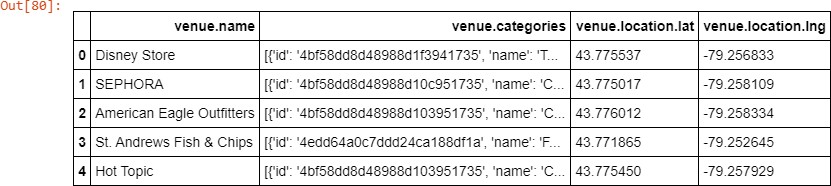 Out[80]:
venue.name venue.categories venue.location.lat venue.location.lng
0 Disney Store [{'id': '4bf58dd8d48988d1f3941735', 'name': 'T... 43.775537 -79.256833
1 SEPHORA [{'id': '4bf58dd8d48988d10c951735', 'name': 'C... 43.775017 -79.258109
2 American Eagle Outfitters [{'id': '4bf58dd8d48988d103951735', 'name': 'C... 43.776012 -79.258334
3 St. Andrews Fish & Chips [{'id': '4edd64a0c7ddd24ca188df1a', 'name': 'F... 43.771865 -79.252645
4 Hot Topic [{'id': '4bf58dd8d48988d103951735', 'name': 'C... 43.775450 -79.257929